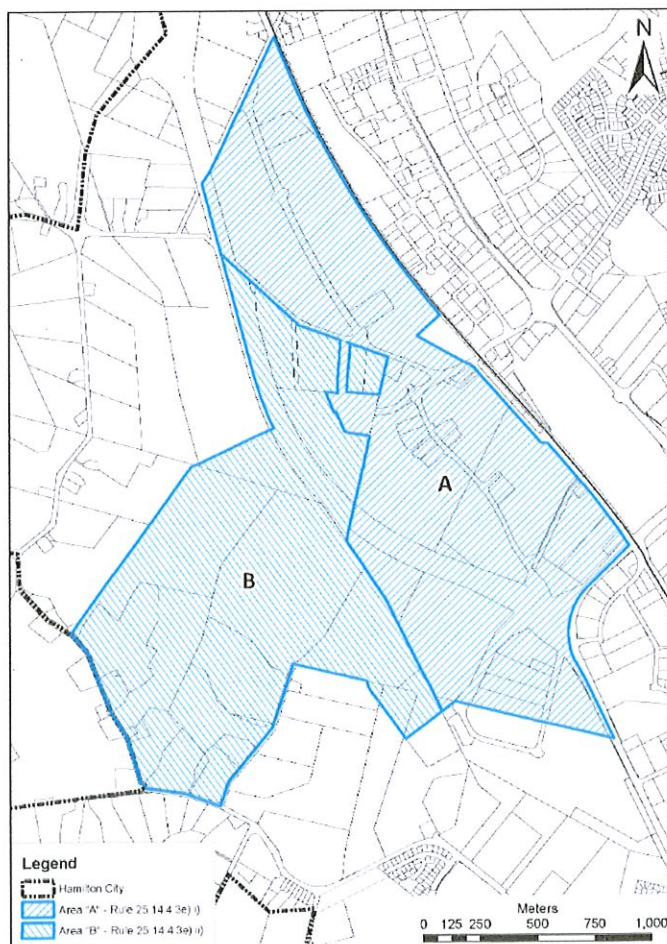 N
A
B
Legend
Hamilton City
Area "A" - Rule 25.14.4.3e) i)
Area "B" - Rule 25.14.4.3e) ii)
Meters
0 125 250 500 750 1,000